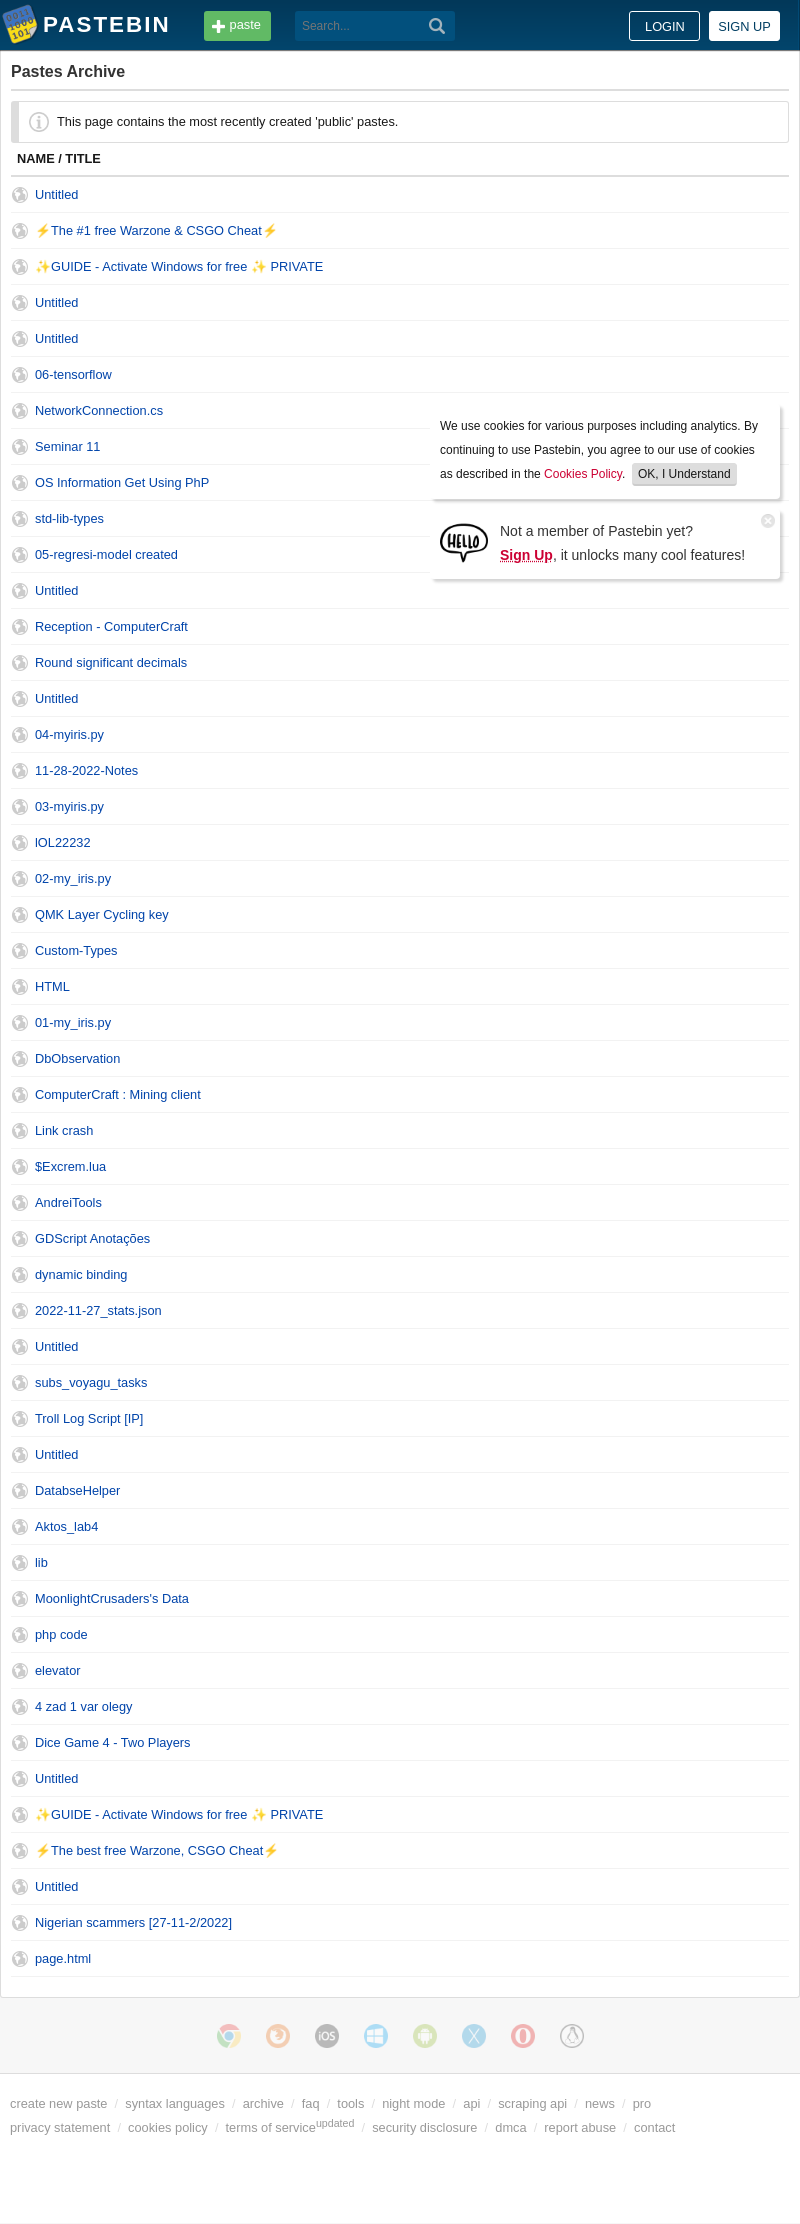 PASTEBIN paste Search... LOGIN SIGN UP
Pastes Archive
This page contains the most recently created 'public' pastes.
NAME / TITLE
Untitled
⚡The #1 free Warzone & CSGO Cheat⚡
✨GUIDE - Activate Windows for free ✨ PRIVATE
Untitled
Untitled
06-tensorflow
NetworkConnection.cs
Seminar 11
OS Information Get Using PhP
std-lib-types
05-regresi-model created
We use cookies for various purposes including analytics. By
continuing to use Pastebin, you agree to our use of cookies
as described in the Cookies Policy. OK, I Understand
HELLO
Not a member of Pastebin yet?
Sign Up, it unlocks many cool features!
Untitled
Reception - ComputerCraft
Round significant decimals
Untitled
04-myiris.py
11-28-2022-Notes
03-myiris.py
lOL22232
02-my_iris.py
QMK Layer Cycling key
Custom-Types
HTML
01-my_iris.py
DbObservation
ComputerCraft : Mining client
Link crash
$Excrem.lua
AndreiTools
GDScript Anotações
dynamic binding
2022-11-27_stats.json
Untitled
subs_voyagu_tasks
Troll Log Script [IP]
Untitled
DatabseHelper
Aktos_lab4
lib
MoonlightCrusaders's Data
php code
elevator
4 zad 1 var olegy
Dice Game 4 - Two Players
Untitled
✨GUIDE - Activate Windows for free ✨ PRIVATE
⚡The best free Warzone, CSGO Cheat⚡
Untitled
Nigerian scammers [27-11-2/2022]
page.html
iOS
create new paste / syntax languages / archive / faq / tools / night mode / api / scraping api / news / pro
privacy statement / cookies policy / terms of service updated / security disclosure / dmca / report abuse / contact